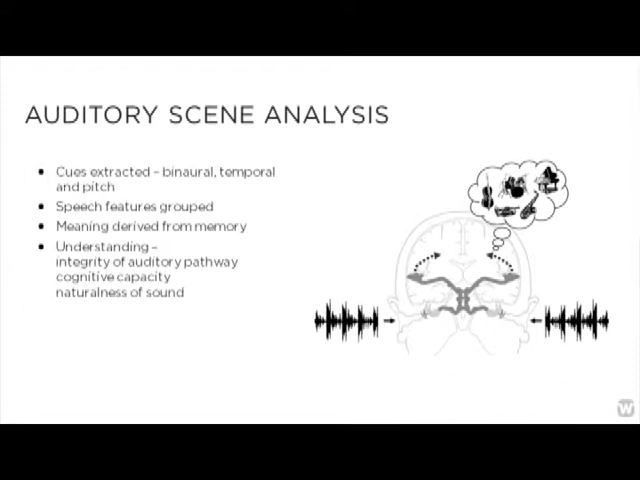 AUDITORY SCENE ANALYSIS
• Cues extracted – binaural, temporal
and pitch
• Speech features grouped
• Meaning derived from memory
• Understanding –
integrity of auditory pathway
cognitive capacity
naturalness of sound
W